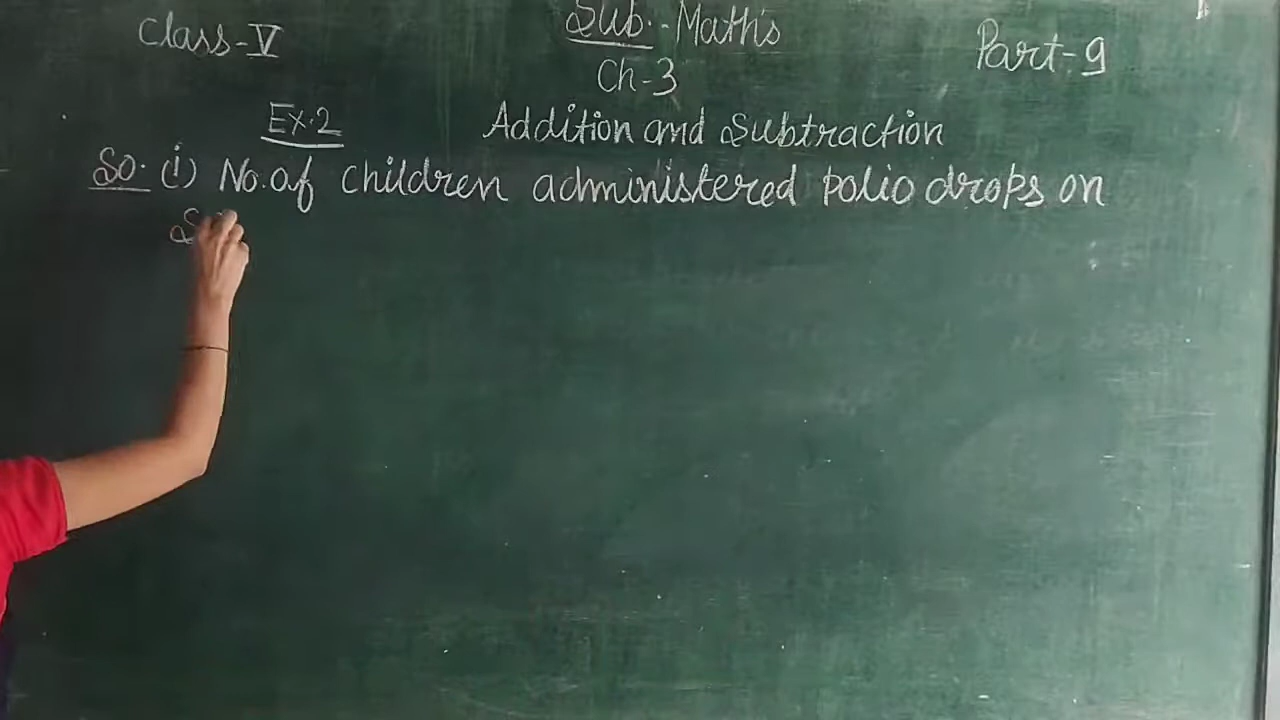 Class-V Sub.-Maths Part-9
Ch-3
Ex.2 Addition and Subtraction
So. (i) No. of children administered polio drops on